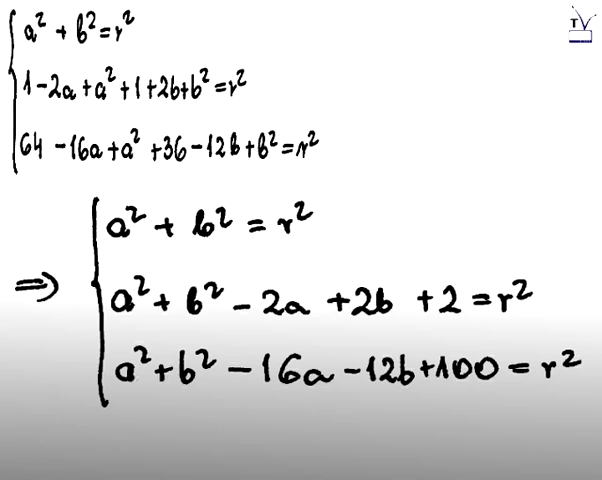 TV
a² + b² = r²
1 - 2a + a² + 1 + 2b + b² = r²
64 - 16a + a² + 36 - 12b + b² = r²
⇒ a² + b² = r²
a² + b² - 2a + 2b + 2 = r²
a² + b² - 16a - 12b + 100 = r²